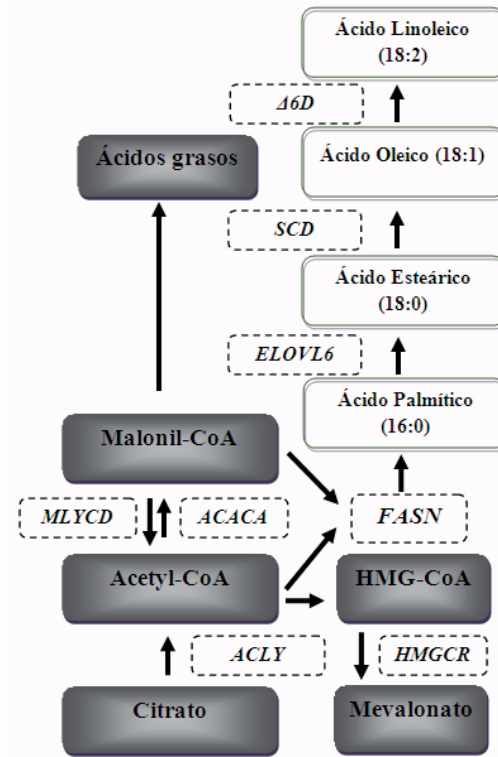 Ácido Linoleico
(18:2)
Δ6D
Ácidos grasos
Ácido Oleico (18:1)
SCD
Ácido Esteárico
(18:0)
ELOVL6
Ácido Palmítico
(16:0)
Malonil-CoA
MLYCD
ACACA
FASN
Acetyl-CoA
HMG-CoA
ACLY
HMGCR
Citrato
Mevalonato